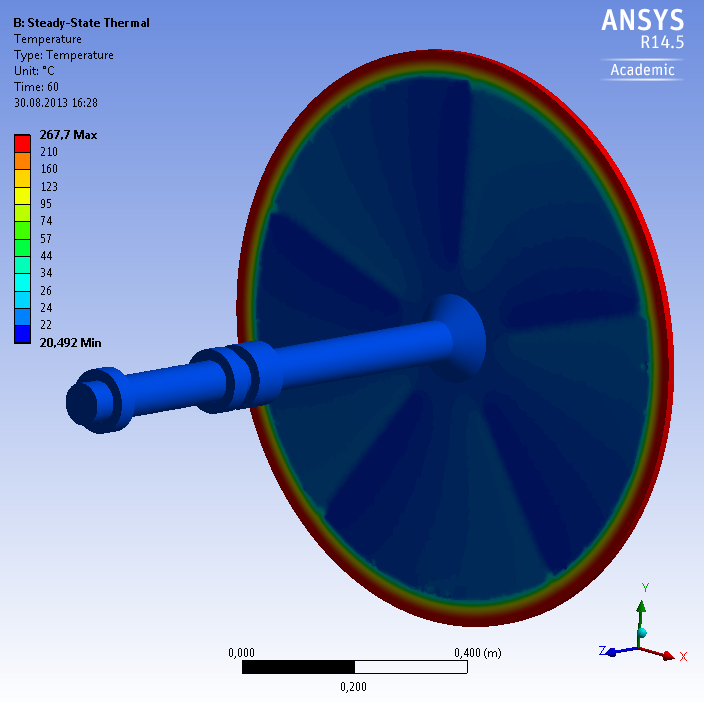 B: Steady-State Thermal
Temperature
Type: Temperature
Unit: °C
Time: 60
30.08.2013 16:28
ANSYS
R14.5
Academic
267,7 Max
210
160
123
95
74
57
44
34
26
24
22
20,492 Min
0,000
0,400 (m)
0,200
Y
Z
X